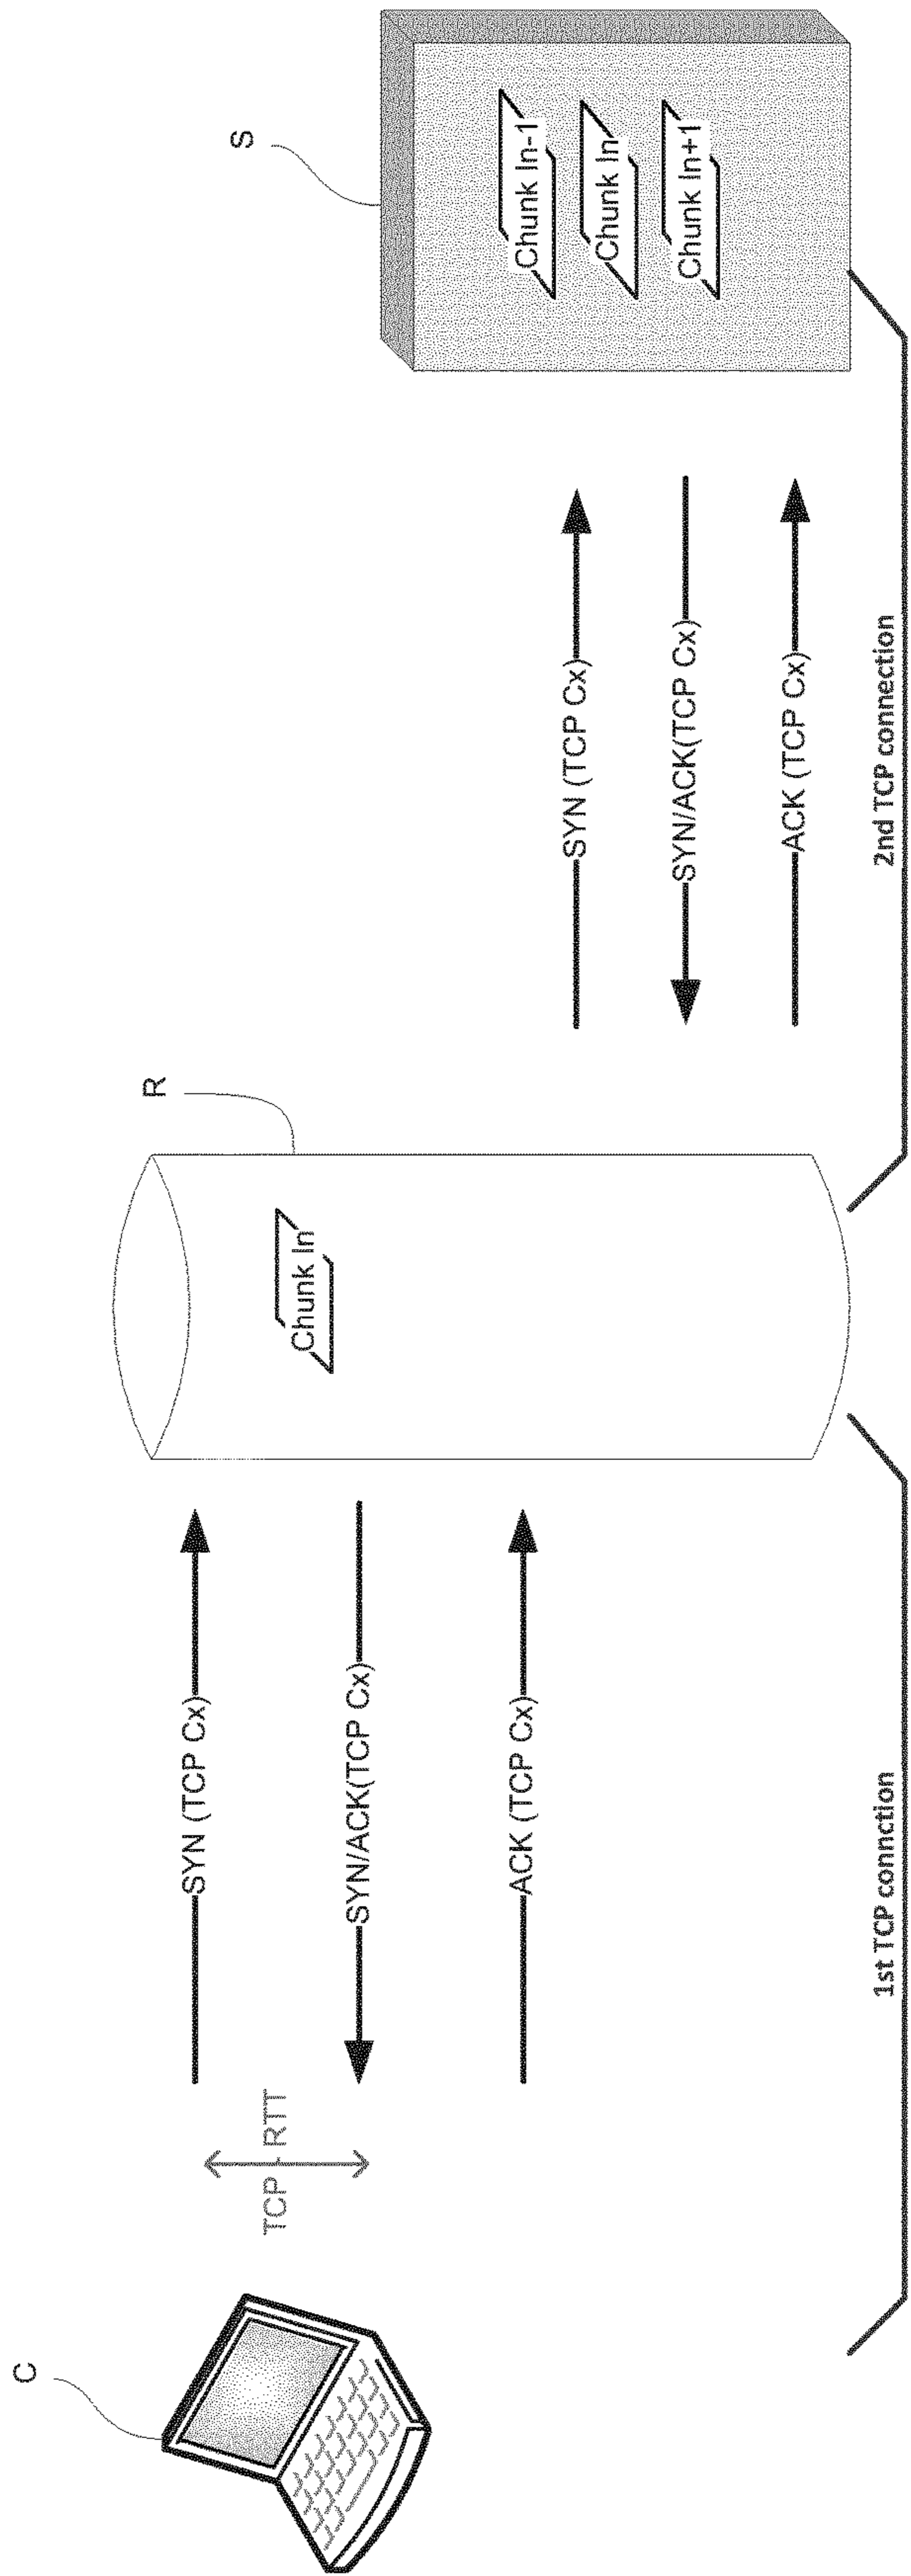 C
R
S
TCP - RTT
SYN (TCP Cx)
SYN/ACK(TCP Cx)
ACK (TCP Cx)
Chunk In
SYN (TCP Cx)
SYN/ACK(TCP Cx)
ACK (TCP Cx)
Chunk In-1
Chunk In
Chunk In+1
1st TCP connction
2nd TCP connection